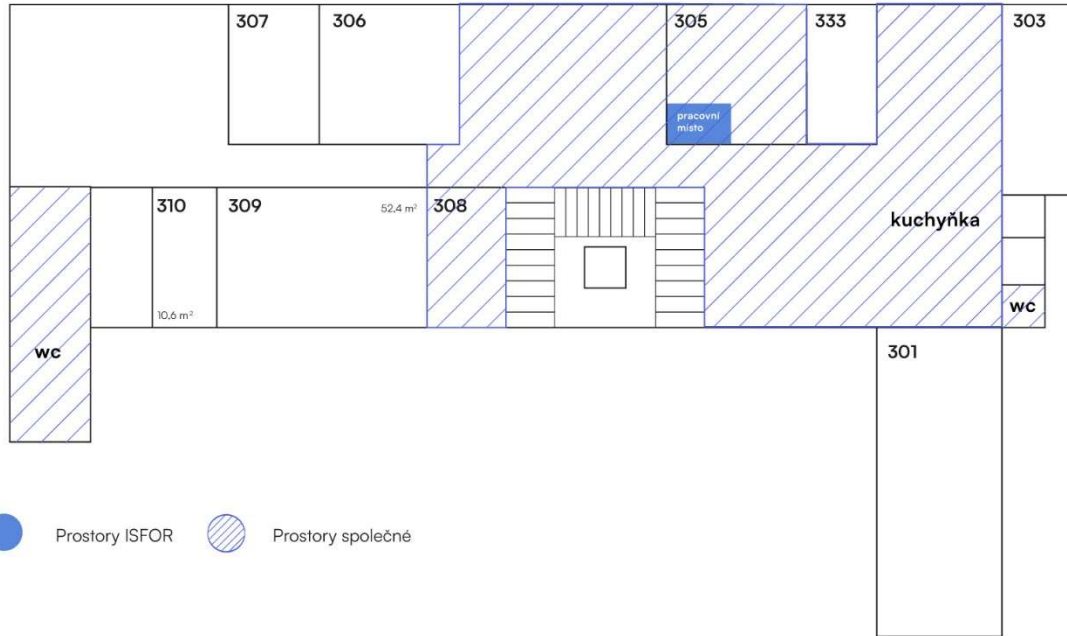 307
306
305
333
303
pracovní
místo
310
309
52,4 m²
308
kuchyňka
10,6 m²
wc
wc
301
Prostory ISFOR
Prostory společné